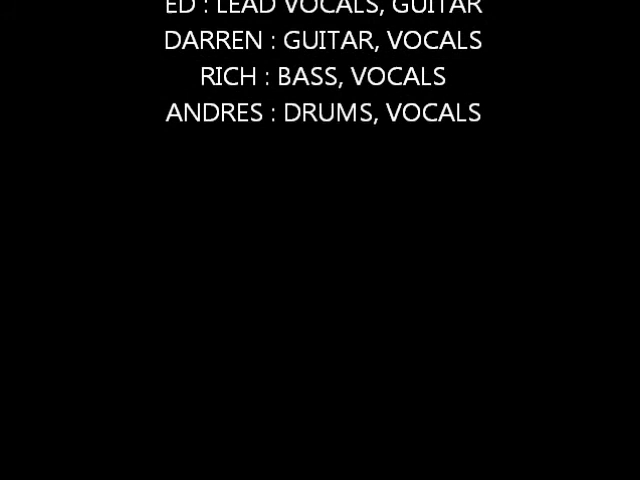 ED : LEAD VOCALS, GUITAR
DARREN : GUITAR, VOCALS
RICH : BASS, VOCALS
ANDRES : DRUMS, VOCALS